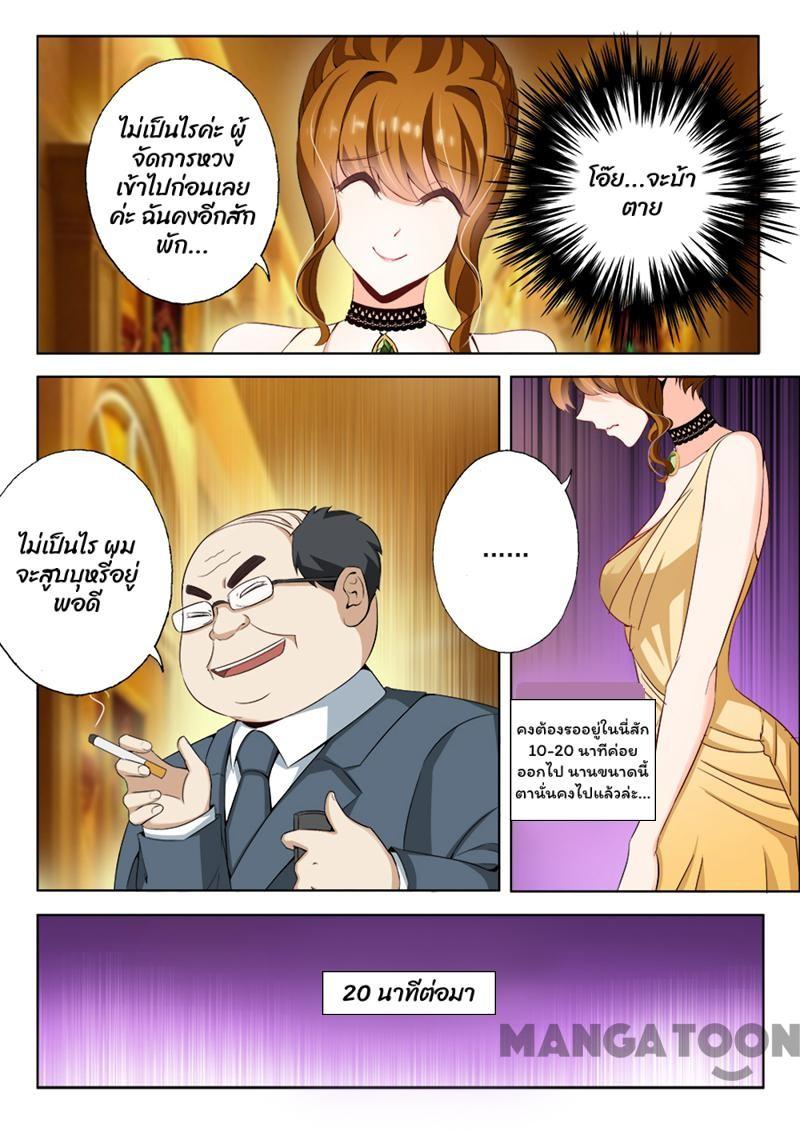 ไม่เป็นไรค่ะ ผู้
จัดการหวง
เข้าไปก่อนเลย
ค่ะ ฉันคงอีกสัก
พัก...
โอ๊ย...จะบ้า
ตาย
ไม่เป็นไร ผม
จะสูบบุหรี่อยู่
พอดี
......
คงต้องรออยู่ในนี่สัก
10-20 นาทีค่อย
ออกไป นานขนาดนี้
ตานั่นคงไปแล้วล่ะ...
20 นาทีต่อมา
MANGATOON